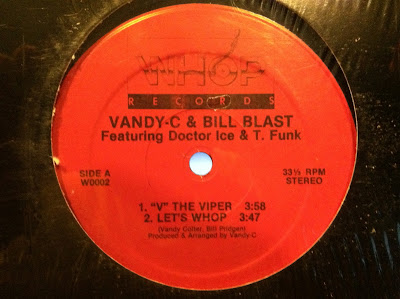 WHOP
RECORDS
VANDY-C & BILL BLAST
Featuring Doctor Ice & T. Funk
SIDE A
W0002
33⅓ RPM
STEREO
1. "V" THE VIPER 3:58
2. LET'S WHOP 3:47
(Vandy Colter, Bill Pridgen)
Produced & Arranged by Vandy-C